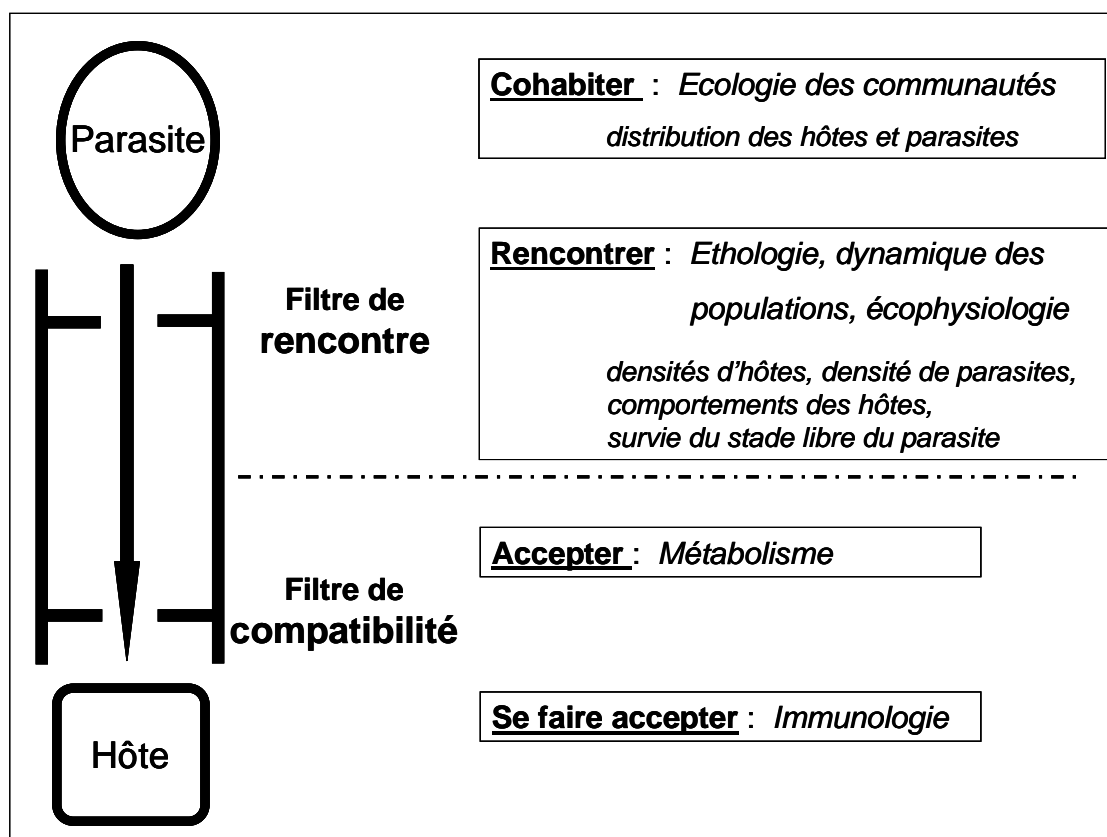 Parasite
Cohabiter : Ecologie des communautés
distribution des hôtes et parasites
Rencontrer : Ethologie, dynamique des
populations, écophysiologie
densités d'hôtes, densité de parasites,
comportements des hôtes,
survie du stade libre du parasite
Filtre de
rencontre
Accepter : Métabolisme
Filtre de
compatibilité
Se faire accepter : Immunologie
Hôte